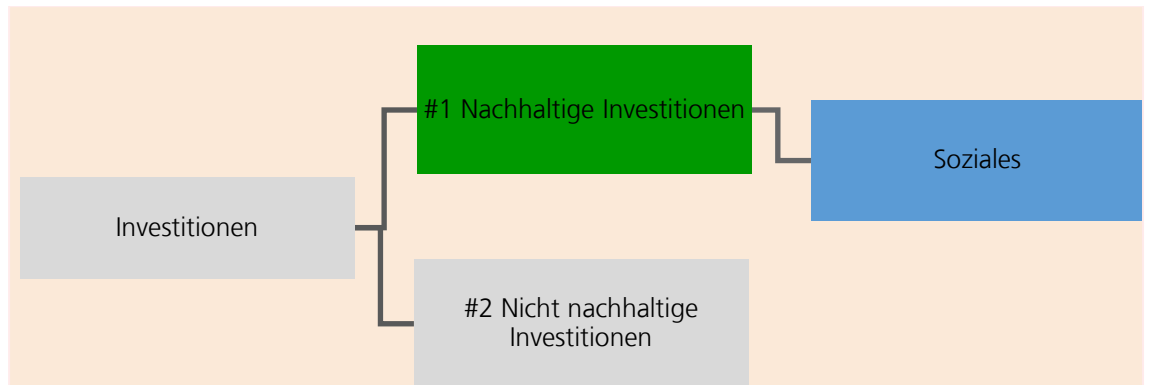 #1 Nachhaltige Investitionen
Soziales
Investitionen
#2 Nicht nachhaltige
Investitionen